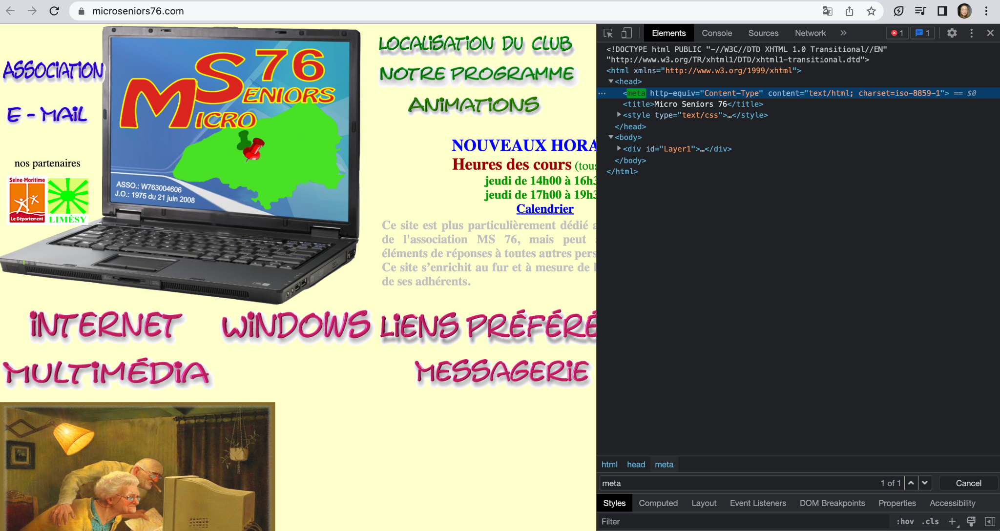 microseniors76.com
ASSOCIATION
E - MAIL
nos partenaires
Seine-Maritime
Le Département
LIMÉSY
MS 76
SENIORS
MICRO
ASSO.: W763004606
J.O.: 1975 du 21 juin 2008
LOCALISATION DU CLUB
NOTRE PROGRAMME
ANIMATIONS
NOUVEAUX HORA
Heures des cours (tous
jeudi de 14h00 à 16h3
jeudi de 17h00 à 19h3
Calendrier
Ce site est plus particulièrement dédié a
de l'association MS 76, mais peut a
éléments de réponses à toutes autres pers
Ce site s’enrichit au fur et à mesure de l
de ses adhérents.
INTERNET
WINDOWS
LIENS PRÉFÉRÉ
MULTIMÉDIA
MESSAGERIE
Elements Console Sources Network » 1 1
<!DOCTYPE html PUBLIC "-//W3C//DTD XHTML 1.0 Transitional//EN"
"http://www.w3.org/TR/xhtml1/DTD/xhtml1-transitional.dtd">
<html xmlns="http://www.w3.org/1999/xhtml">
<head>
<meta http-equiv="Content-Type" content="text/html; charset=iso-8859-1"> == $0
<title>Micro Seniors 76</title>
<style type="text/css">…</style>
</head>
<body>
<div id="Layer1">…</div>
</body>
</html>
html head meta
meta 1 of 1 Cancel
Styles Computed Layout Event Listeners DOM Breakpoints Properties Accessibility
Filter :hov .cls +